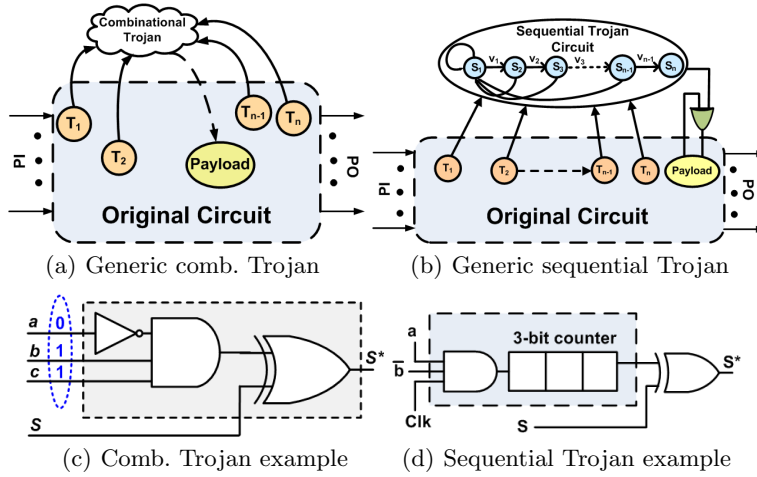 Combinational
Trojan
T1
T2
Tn-1
Tn
Payload
PI
PO
Original Circuit
(a) Generic comb. Trojan
Sequential Trojan
Circuit
S1
v1
S2
v2
S3
v3
Sn-1
vn-1
Sn
T1
T2
Tn-1
Tn
Payload
PI
PO
Original Circuit
(b) Generic sequential Trojan
a 0
b 1
c 1
S
S*
(c) Comb. Trojan example
a
b̅
Clk
3-bit counter
S
S*
(d) Sequential Trojan example